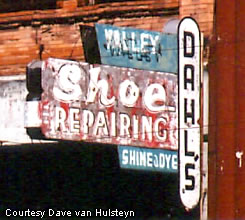 VALLEY
Shoe
REPAIRING
SHINE & DYE
DAHL'S
Courtesy Dave van Hulsteyn